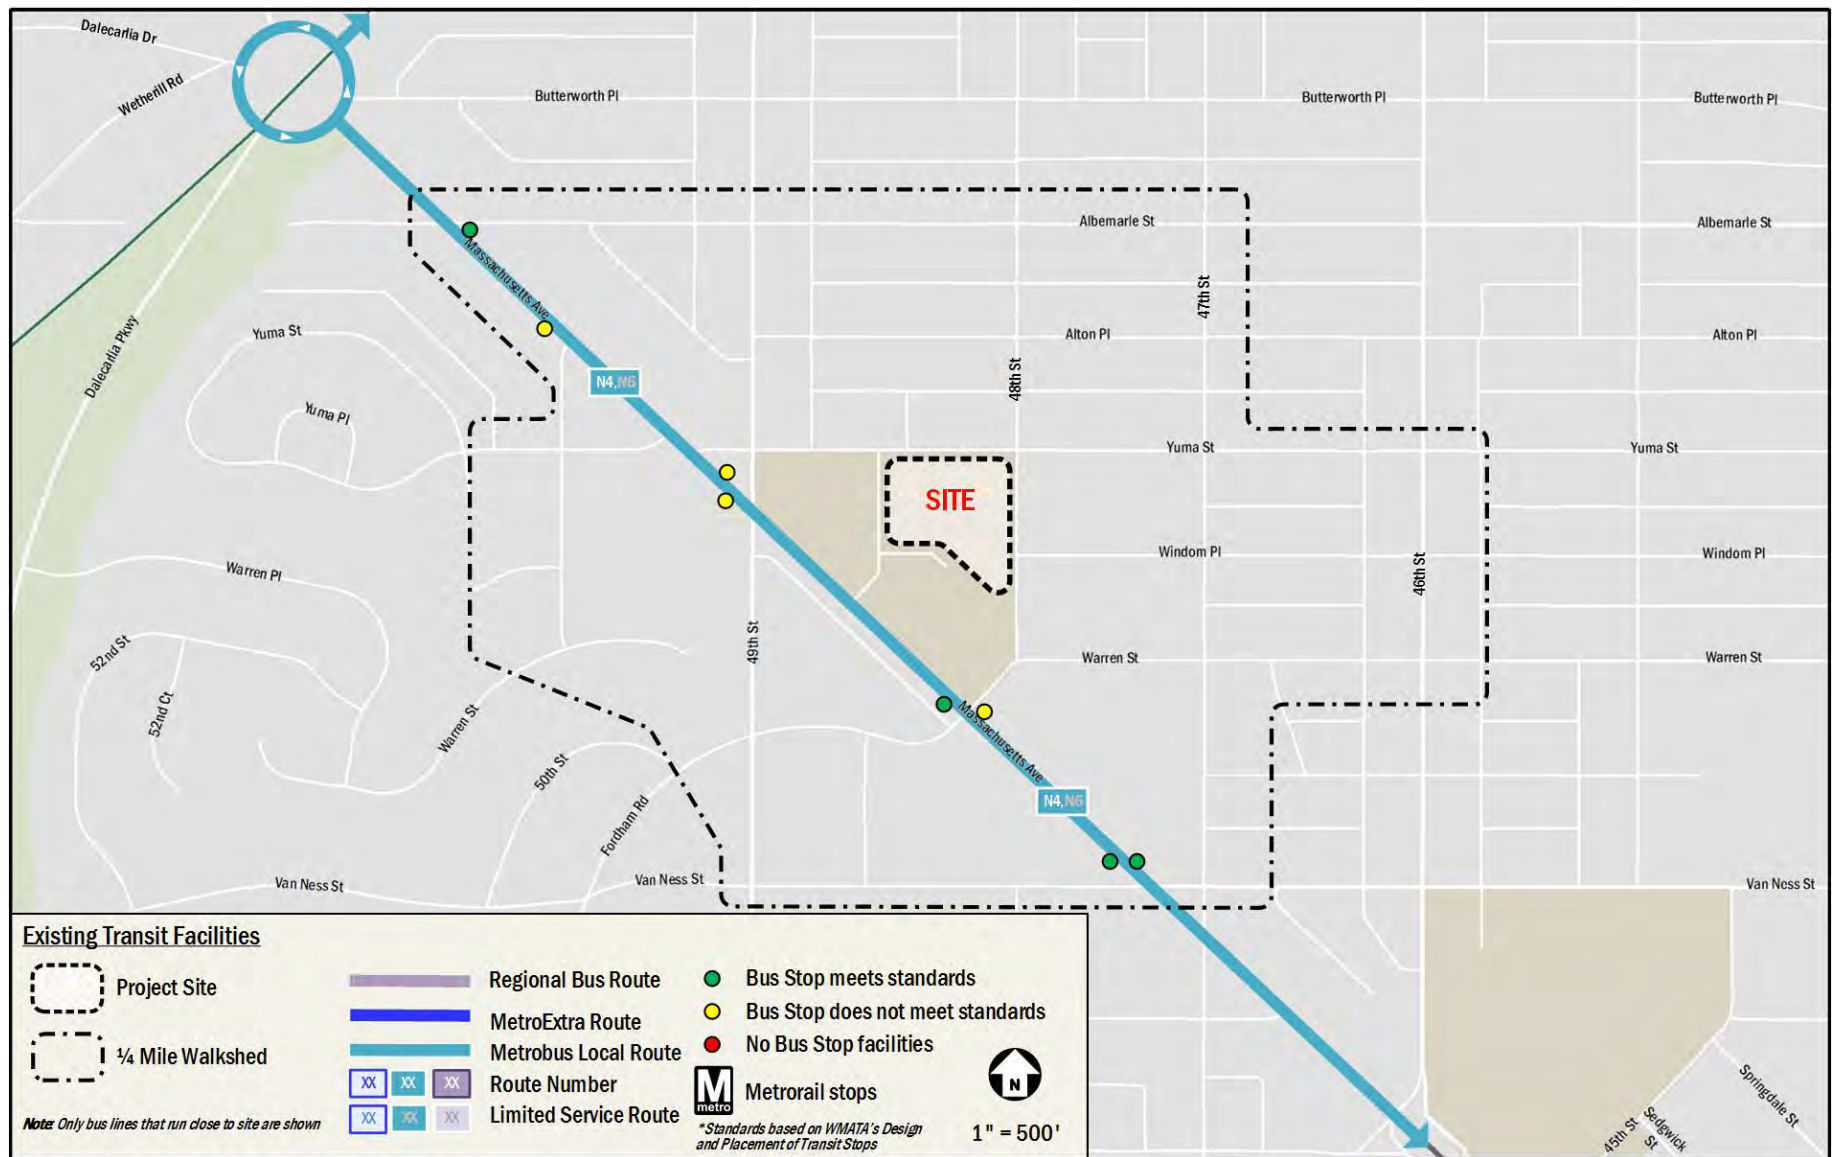 Dalecarlia Dr
Wetherill Rd
Butterworth Pl
Butterworth Pl
Butterworth Pl
Albemarle St
Albemarle St
Massachusetts Ave
47th St
Dalecarlia Pkwy
Yuma St
Alton Pl
Alton Pl
N4,N6
48th St
Yuma Pl
Yuma St
Yuma St
SITE
Windom Pl
Windom Pl
Warren Pl
46th St
52nd St
49th St
Warren St
Warren St
52nd Ct
Warren St
Massachusetts Ave
50th St
N4,N6
Fordham Rd
Van Ness St
Van Ness St
Van Ness St
Springdale St
Sedgwick St
45th St
Existing Transit Facilities
Project Site
¼ Mile Walkshed
Note: Only bus lines that run close to site are shown
Regional Bus Route
MetroExtra Route
Metrobus Local Route
XX XX XX Route Number
XX XX XX Limited Service Route
Bus Stop meets standards
Bus Stop does not meet standards
No Bus Stop facilities
M
metro
Metrorail stops
*Standards based on WMATA's Design
and Placement of Transit Stops
N
1" = 500'